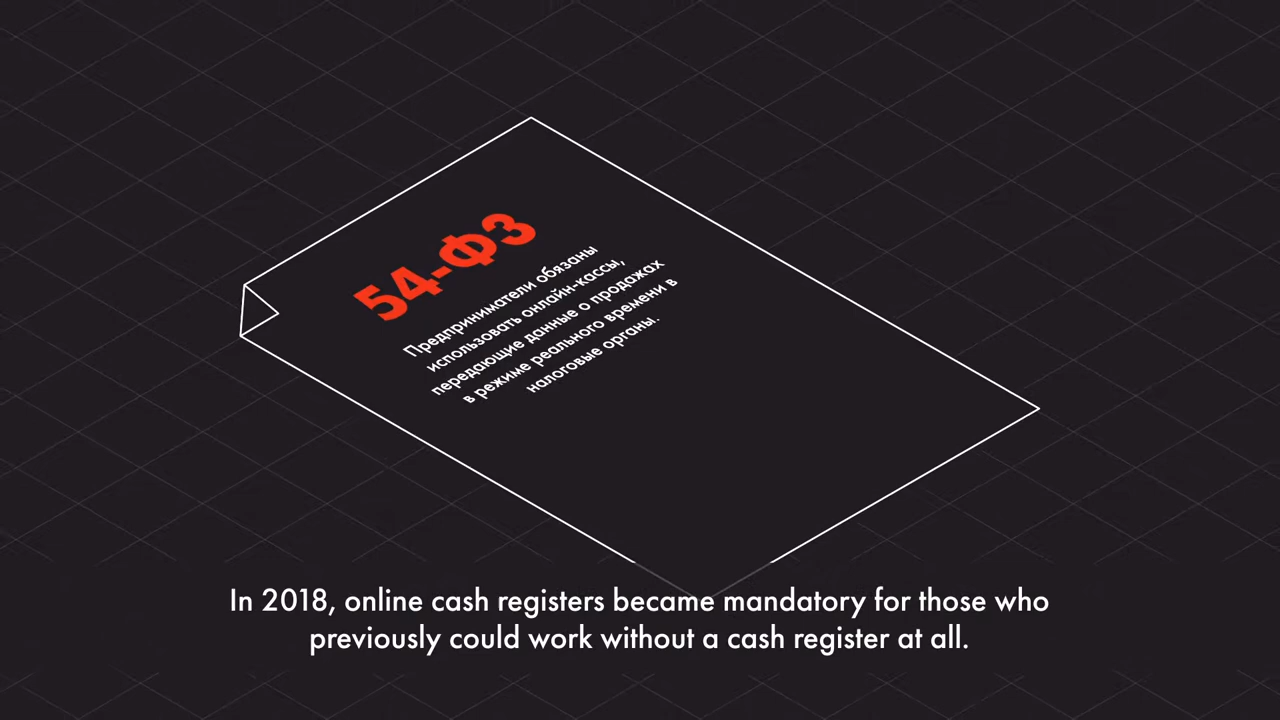 54-ФЗ
Предприниматели обязаны
использовать онлайн-кассы,
передающие данные о продажах
в режиме реального времени в
налоговые органы.
In 2018, online cash registers became mandatory for those who
previously could work without a cash register at all.